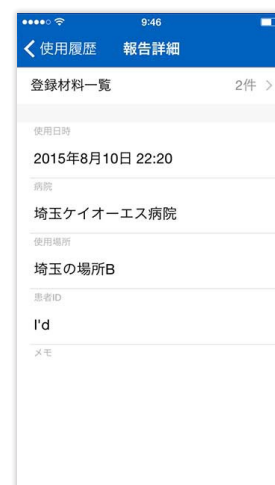 9:46
使用履歴 報告詳細
登録材料一覧 2件
使用日時
2015年8月10日 22:20
病院
埼玉ケイオーエス病院
使用場所
埼玉の場所B
患者ID
I'd
メモ